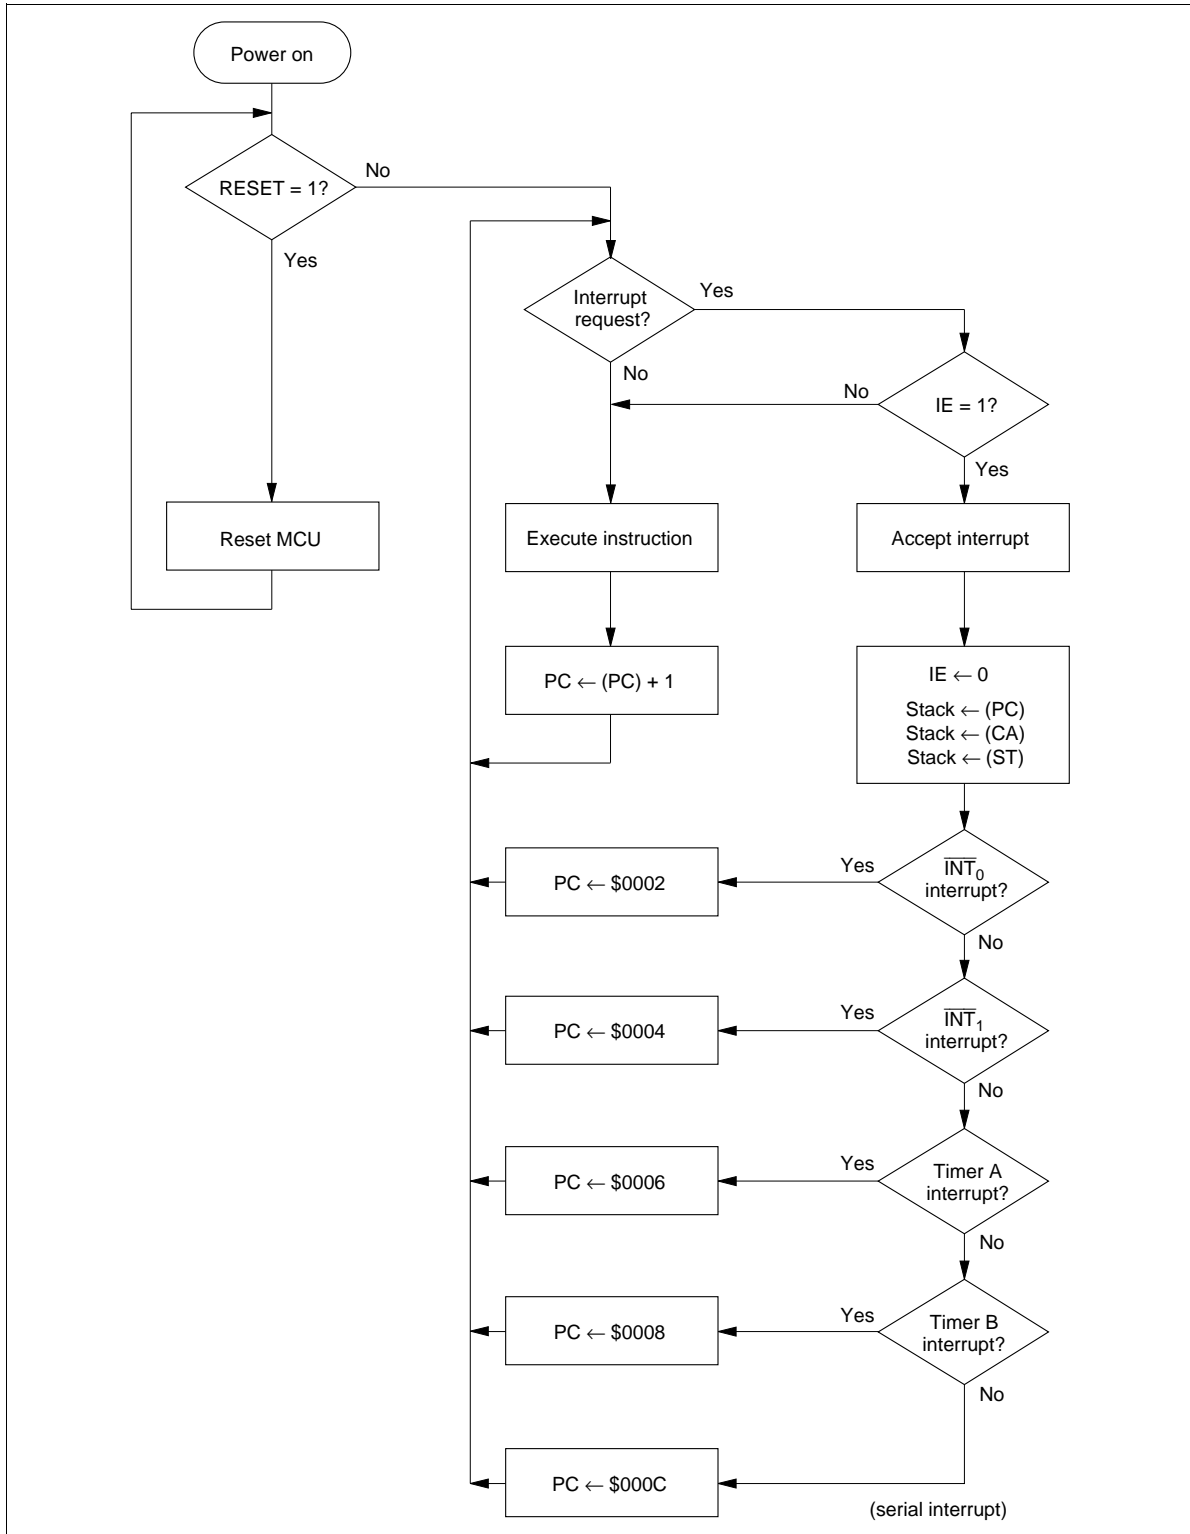 Power on
RESET = 1?
No
Yes
Interrupt
request?
Yes
No
IE = 1?
No
Yes
Reset MCU
Execute instruction
Accept interrupt
PC ← (PC) + 1
IE ← 0
Stack ← (PC)
Stack ← (CA)
Stack ← (ST)
PC ← $0002
Yes
I̅N̅T̅₀
interrupt?
No
PC ← $0004
Yes
I̅N̅T̅₁
interrupt?
No
PC ← $0006
Yes
Timer A
interrupt?
No
PC ← $0008
Yes
Timer B
interrupt?
No
PC ← $000C
(serial interrupt)